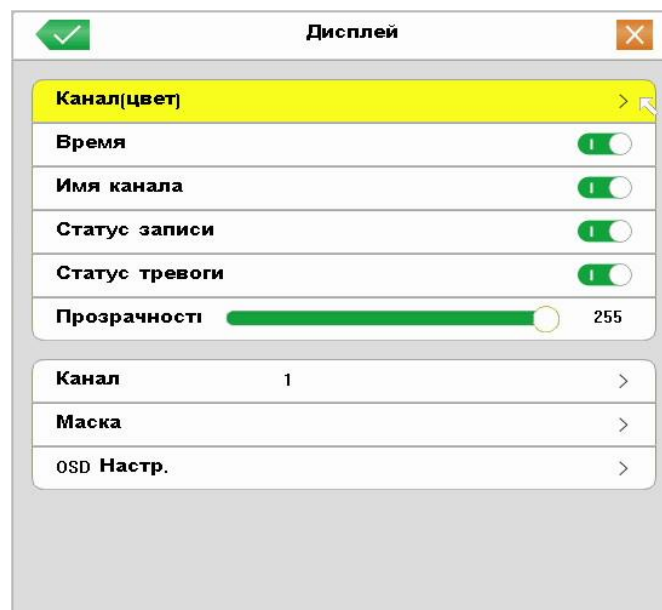 Дисплей
Канал(цвет)
Время
Имя канала
Статус записи
Статус тревоги
Прозрачності 255
Канал 1
Маска
OSD Настр.